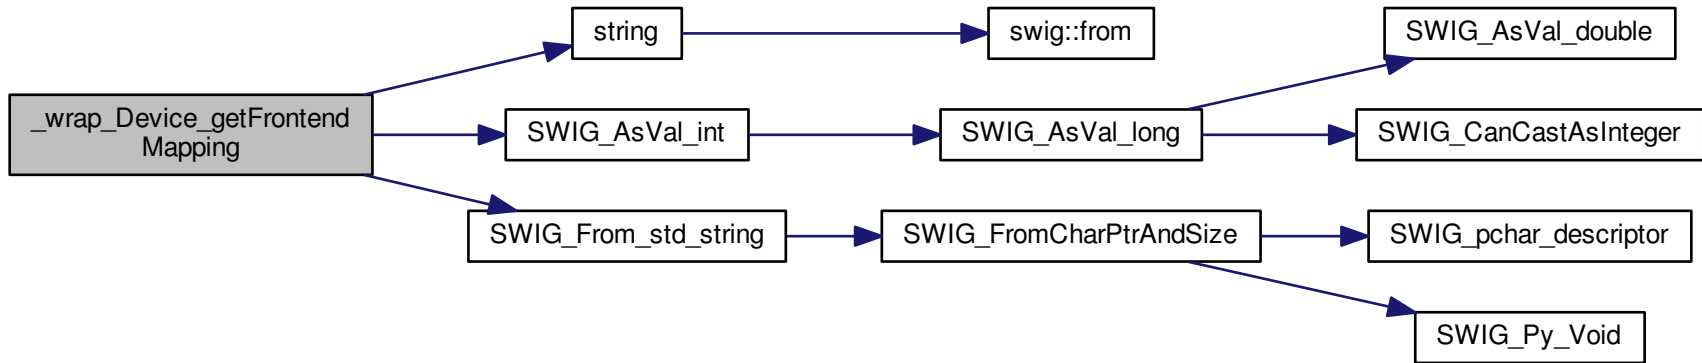 string
swig::from
SWIG_AsVal_double
_wrap_Device_getFrontend
Mapping
SWIG_AsVal_int
SWIG_AsVal_long
SWIG_CanCastAsInteger
SWIG_From_std_string
SWIG_FromCharPtrAndSize
SWIG_pchar_descriptor
SWIG_Py_Void